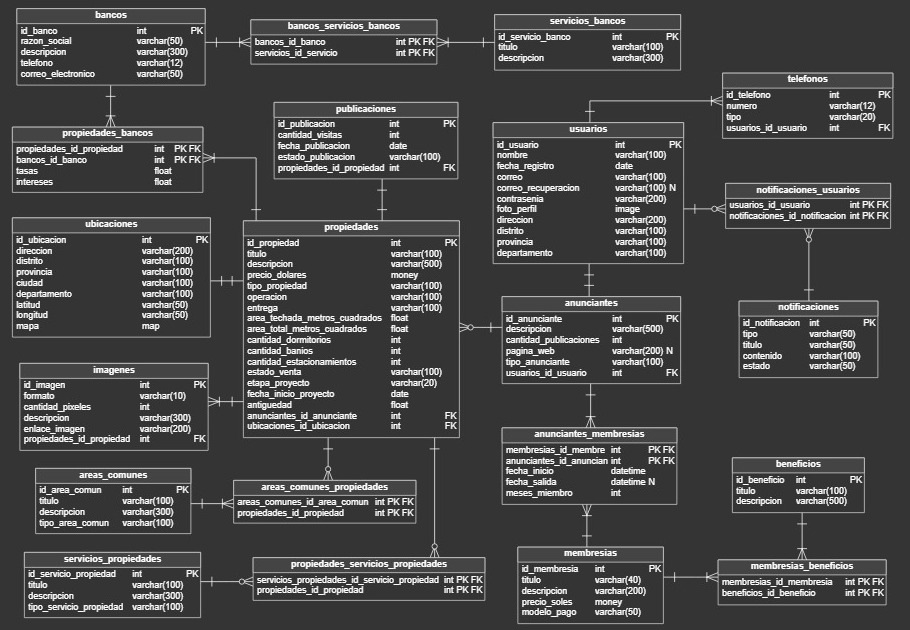 bancos
id_banco int PK
razon_social varchar(50)
descripcion varchar(300)
telefono varchar(12)
correo_electronico varchar(50)
bancos_servicios_bancos
bancos_id_banco int PK FK
servicios_id_servicio int PK FK
servicios_bancos
id_servicio_banco int PK
titulo varchar(100)
descripcion varchar(300)
telefonos
id_telefono int PK
numero varchar(12)
tipo varchar(20)
usuarios_id_usuario int FK
propiedades_bancos
propiedades_id_propiedad int PK FK
bancos_id_banco int PK FK
tasas float
intereses float
publicaciones
id_publicacion int PK
cantidad_visitas int
fecha_publicacion date
estado_publicacion varchar(100)
propiedades_id_propiedad int FK
usuarios
id_usuario int PK
nombre varchar(100)
fecha_registro date
correo varchar(100)
correo_recuperacion varchar(100) N
contrasenia varchar(200)
foto_perfil image
direccion varchar(200)
distrito varchar(100)
provincia varchar(100)
departamento varchar(100)
notificaciones_usuarios
usuarios_id_usuario int PK FK
notificaciones_id_notificacion int PK FK
ubicaciones
id_ubicacion int PK
direccion varchar(200)
distrito varchar(100)
provincia varchar(100)
ciudad varchar(100)
departamento varchar(100)
latitud varchar(50)
longitud varchar(50)
mapa map
propiedades
id_propiedad int PK
titulo varchar(100)
descripcion varchar(500)
precio_dolares money
tipo_propiedad varchar(100)
operacion varchar(100)
entrega varchar(100)
area_techada_metros_cuadrados float
area_total_metros_cuadrados float
cantidad_dormitorios int
cantidad_banios int
cantidad_estacionamientos int
estado_venta varchar(100)
etapa_proyecto varchar(20)
fecha_inicio_proyecto date
antiguedad float
anunciantes_id_anunciante int FK
ubicaciones_id_ubicacion int FK
anunciantes
id_anunciante int PK
descripcion varchar(500)
cantidad_publicaciones int
pagina_web varchar(200) N
tipo_anunciante varchar(100)
usuarios_id_usuario int FK
notificaciones
id_notificacion int PK
tipo varchar(50)
titulo varchar(50)
contenido varchar(100)
estado varchar(50)
imagenes
id_imagen int PK
formato varchar(10)
cantidad_pixeles int
descripcion varchar(300)
enlace_imagen varchar(200)
propiedades_id_propiedad int FK
anunciantes_membresias
membresias_id_membre int PK FK
anunciantes_id_anuncian int PK FK
fecha_inicio datetime
fecha_salida datetime N
meses_miembro int
areas_comunes
id_area_comun int PK
titulo varchar(100)
descripcion varchar(300)
tipo_area_comun varchar(100)
areas_comunes_propiedades
areas_comunes_id_area_comun int PK FK
propiedades_id_propiedad int PK FK
beneficios
id_beneficio int PK
titulo varchar(100)
descripcion varchar(500)
servicios_propiedades
id_servicio_propiedad int PK
titulo varchar(100)
descripcion varchar(300)
tipo_servicio_propiedad varchar(100)
propiedades_servicios_propiedades
servicios_propiedades_id_servicio_propiedad int PK FK
propiedades_id_propiedad int PK FK
membresias
id_membresia int PK
titulo varchar(40)
descripcion varchar(200)
precio_soles money
modelo_pago varchar(50)
membresias_beneficios
membresias_id_membresia int PK FK
beneficios_id_beneficio int PK FK